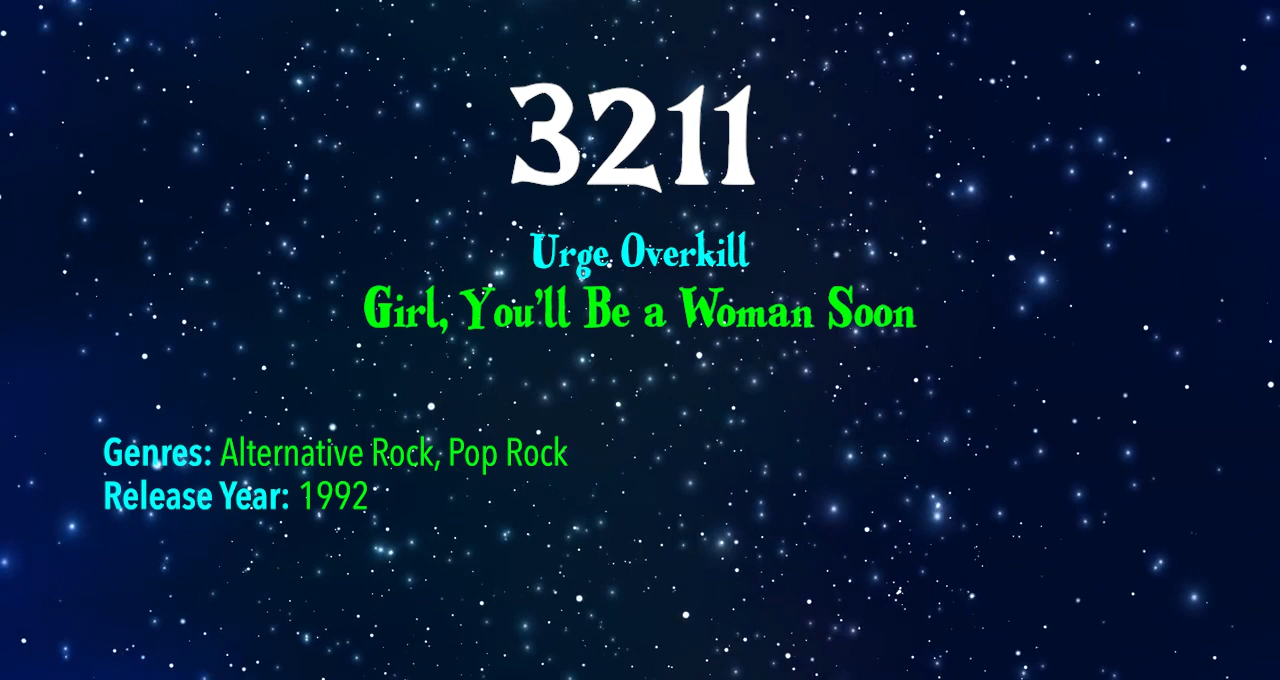 3211
Urge Overkill
Girl, You'll Be a Woman Soon
Genres: Alternative Rock, Pop Rock
Release Year: 1992